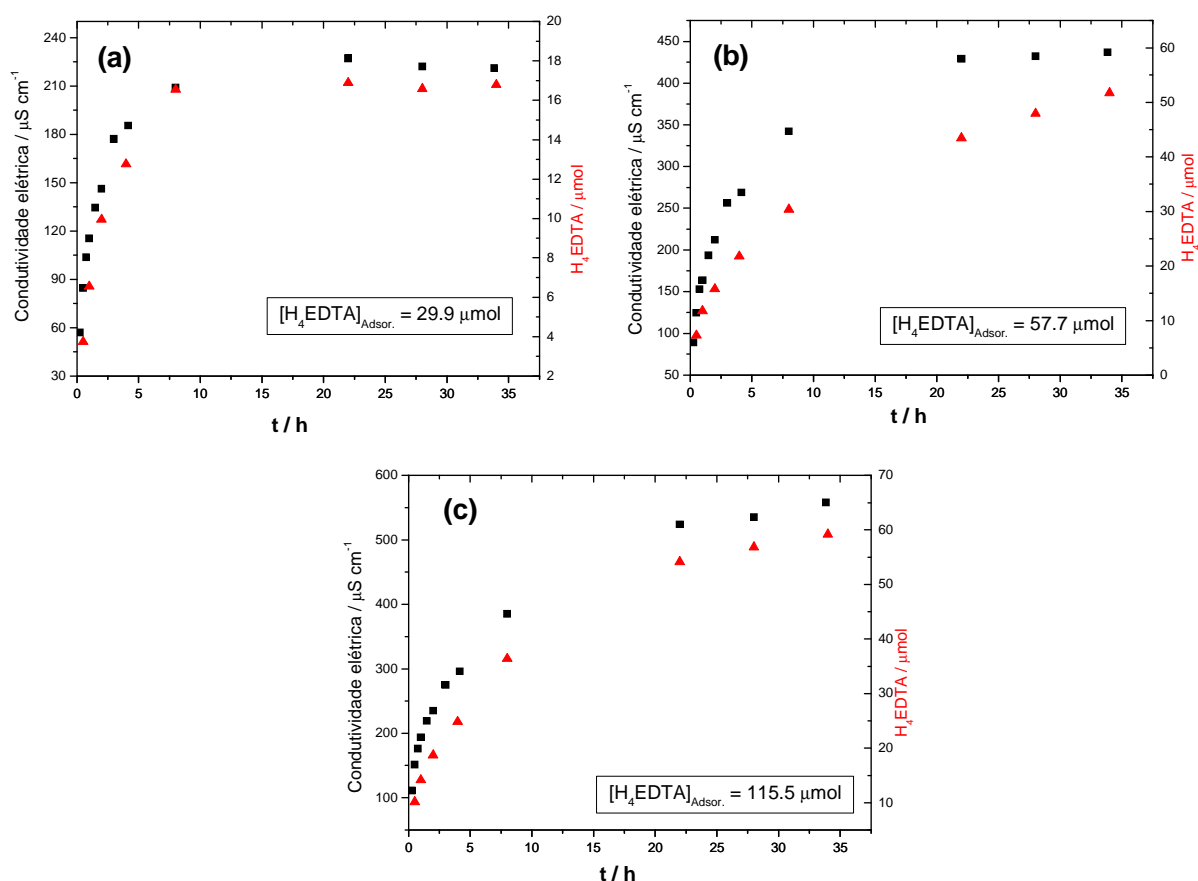 (a)
Condutividade elétrica / μS cm⁻¹
240
210
180
150
120
90
60
30
20
18
16
14
12
10
8
6
4
2
H₄EDTA / μmol
[H₄EDTA]Adsor. = 29.9 μmol
0 5 10 15 20 25 30 35
t / h
(b)
Condutividade elétrica / μS cm⁻¹
450
400
350
300
250
200
150
100
50
60
50
40
30
20
10
0
H₄EDTA / μmol
[H₄EDTA]Adsor. = 57.7 μmol
0 5 10 15 20 25 30 35
t / h
(c)
Condutividade elétrica / μS cm⁻¹
600
500
400
300
200
100
70
60
50
40
30
20
10
H₄EDTA / μmol
[H₄EDTA]Adsor. = 115.5 μmol
0 5 10 15 20 25 30 35
t / h